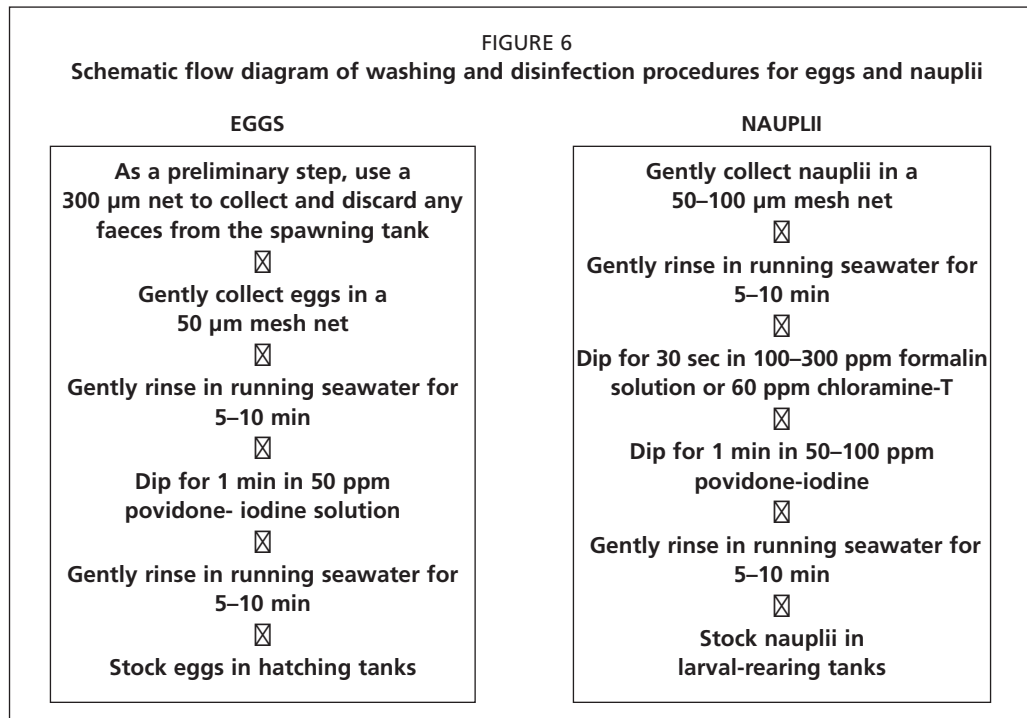 FIGURE 6
Schematic flow diagram of washing and disinfection procedures for eggs and nauplii
EGGS
As a preliminary step, use a
300 µm net to collect and discard any
faeces from the spawning tank
Gently collect eggs in a
50 µm mesh net
Gently rinse in running seawater for
5–10 min
Dip for 1 min in 50 ppm
povidone- iodine solution
Gently rinse in running seawater for
5–10 min
Stock eggs in hatching tanks
NAUPLII
Gently collect nauplii in a
50–100 µm mesh net
Gently rinse in running seawater for
5–10 min
Dip for 30 sec in 100–300 ppm formalin
solution or 60 ppm chloramine-T
Dip for 1 min in 50–100 ppm
povidone-iodine
Gently rinse in running seawater for
5–10 min
Stock nauplii in
larval-rearing tanks